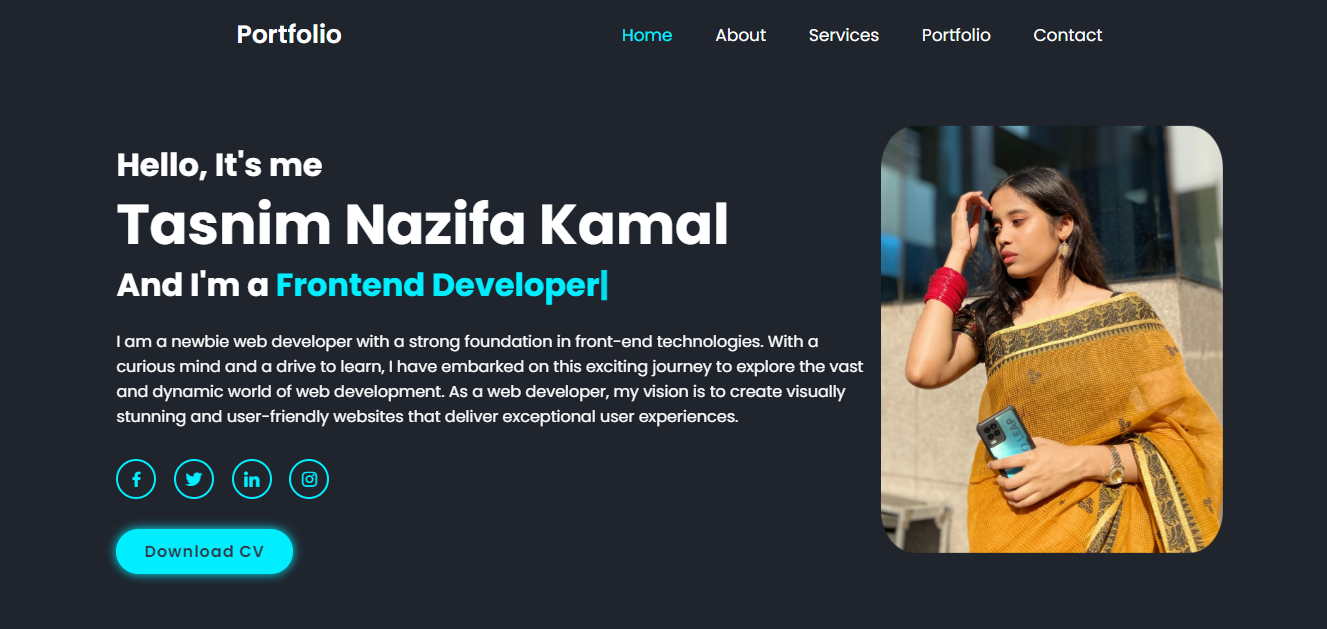 Portfolio
Home About Services Portfolio Contact
Hello, It's me
Tasnim Nazifa Kamal
And I'm a Frontend Developer|
I am a newbie web developer with a strong foundation in front-end technologies. With a
curious mind and a drive to learn, I have embarked on this exciting journey to explore the vast
and dynamic world of web development. As a web developer, my vision is to create visually
stunning and user-friendly websites that deliver exceptional user experiences.
Download CV